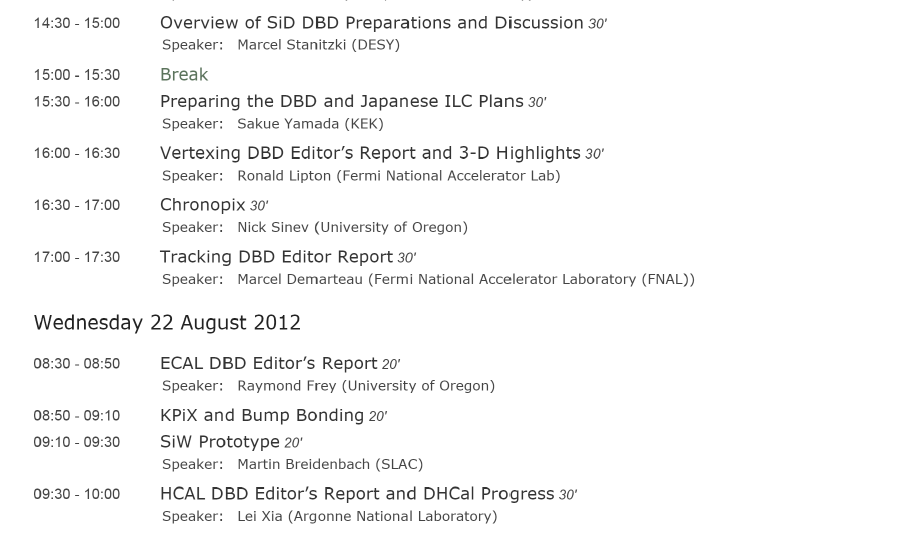 14:30 - 15:00 Overview of SiD DBD Preparations and Discussion 30'
Speaker: Marcel Stanitzki (DESY)
15:00 - 15:30 Break
15:30 - 16:00 Preparing the DBD and Japanese ILC Plans 30'
Speaker: Sakue Yamada (KEK)
16:00 - 16:30 Vertexing DBD Editor’s Report and 3-D Highlights 30'
Speaker: Ronald Lipton (Fermi National Accelerator Lab)
16:30 - 17:00 Chronopix 30'
Speaker: Nick Sinev (University of Oregon)
17:00 - 17:30 Tracking DBD Editor Report 30'
Speaker: Marcel Demarteau (Fermi National Accelerator Laboratory (FNAL))
Wednesday 22 August 2012
08:30 - 08:50 ECAL DBD Editor’s Report 20'
Speaker: Raymond Frey (University of Oregon)
08:50 - 09:10 KPiX and Bump Bonding 20'
09:10 - 09:30 SiW Prototype 20'
Speaker: Martin Breidenbach (SLAC)
09:30 - 10:00 HCAL DBD Editor’s Report and DHCal Progress 30'
Speaker: Lei Xia (Argonne National Laboratory)